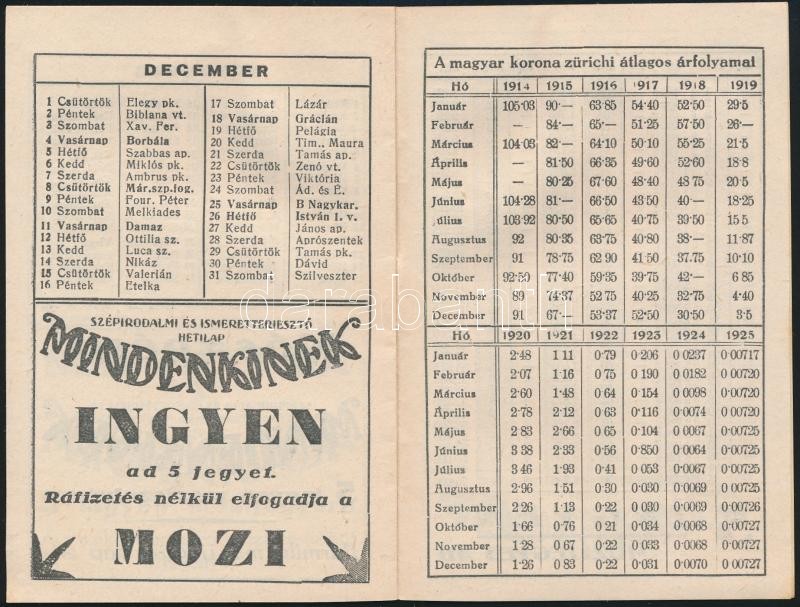 DECEMBER
1 Csütörtök Elegy pk.
2 Péntek Bibiana vt.
3 Szombat Xav. Fer.
4 Vasárnap Borbála
5 Hétfő Szabbas ap.
6 Kedd Miklós pk.
7 Szerda Ambrus pk.
8 Csütörtök Már.szp.fog.
9 Péntek Four. Péter
10 Szombat Melkiades
11 Vasárnap Damaz
12 Hétfő Ottilia sz.
13 Kedd Luca sz.
14 Szerda Nikáz
15 Csütörtök Valerián
16 Péntek Etelka
17 Szombat Lázár
18 Vasárnap Grácián
19 Hétfő Pelágia
20 Kedd Tim., Maura
21 Szerda Tamás ap.
22 Csütörtök Zenó vt.
23 Péntek Viktória
24 Szombat Ád. és É.
25 Vasárnap B Nagykar.
26 Hétfő István I. v.
27 Kedd János ap.
28 Szerda Aprószentek
29 Csütörtök Tamás pk.
30 Péntek Dávid
31 Szombat Szilveszter
SZÉPIRODALMI ÉS ISMERETTERJESZTŐ
HETILAP
MINDENKINEK
INGYEN
ad 5 jegyet.
Ráfizetés nélkül elfogadja a
MOZI
A magyar korona zürichi átlagos árfolyamai
Hó 1914 1915 1916 1917 1918 1919
Január 105·03 90·— 63·85 54·40 52·50 29·5
Február — 84·— 65·— 51·25 57·50 26·—
Március 104·03 82·— 64·10 50·10 55·25 21·5
Április — 81·50 66·35 49·60 52·60 18·8
Május — 80·25 67·60 48·40 48 75 20·5
Június 104·28 81·— 66·50 43·50 40·— 18·25
Július 103·92 80·50 65·65 40·75 39·50 15 5
Augusztus 92 80·35 63·75 40·80 38·— 11·87
Szeptember 91 78·75 62 90 41·50 37·75 10·10
Október 92·50 77·40 59·35 39·75 42·— 6 85
November 89 74·37 52 75 40·25 32·75 4·40
December 91 67·— 53·37 52·50 30·50 3·5
Hó 1920 1921 1922 1923 1924 1925
Január 2·48 1 11 0·79 0·206 0 0237 0·00717
Február 2·07 1·16 0 75 0 190 0 0182 0·00720
Március 2·60 1·48 0 64 0·154 0 0098 0·00720
Április 2·78 2·12 0 63 0·116 0·0074 0·00720
Május 2 83 2·66 0 65 0·104 0·0067 0·00725
Június 3 38 2·33 0·56 0·850 0·0064 0·00725
Július 3 46 1·93 0 41 0 053 0·0067 0·00725
Augusztus 2·96 1·51 0 30 0·030 0·0069 0·00725
Szeptember 2 26 1·13 0 22 0 030 0·0069 0·00726
Október 1·66 0·76 0 21 0·034 0·0068 0·00727
November 1·28 0 67 0·22 0 033 0·0068 0·00727
December 1·26 0 83 0·22 0·031 0·0070 0·00727
darabanth